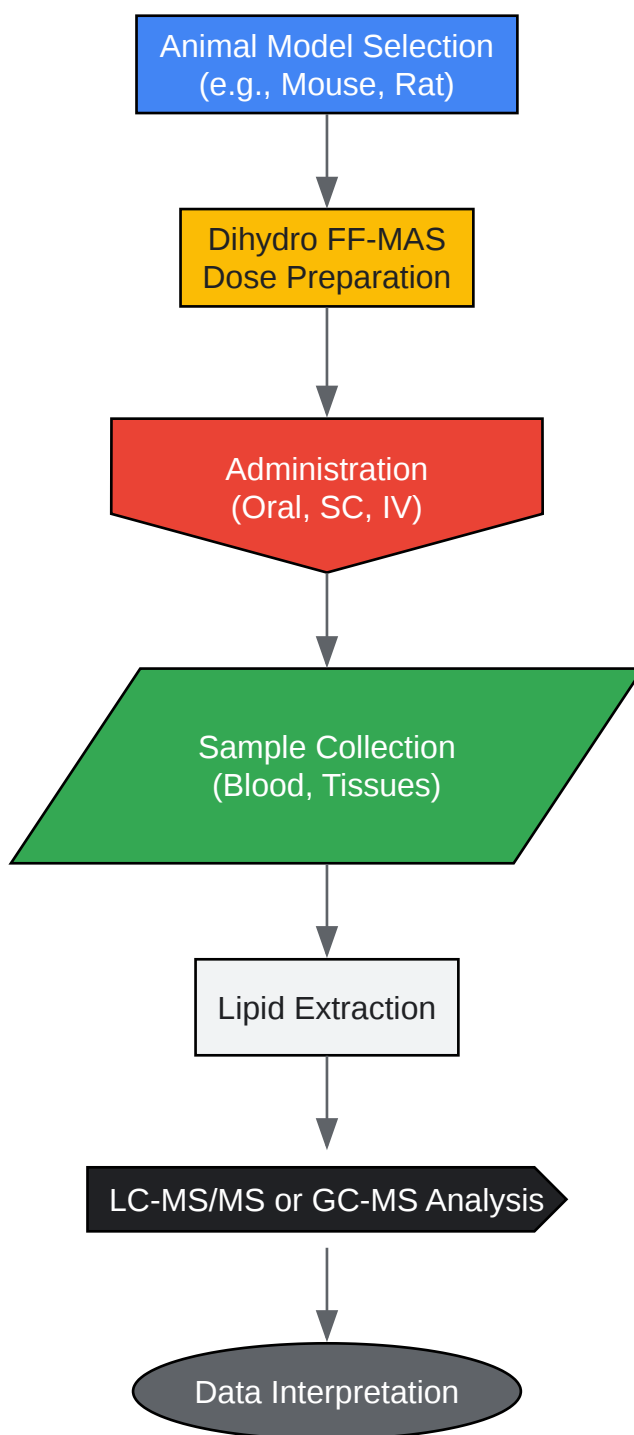 Animal Model Selection
(e.g., Mouse, Rat)
Dihydro FF-MAS
Dose Preparation
Administration
(Oral, SC, IV)
Sample Collection
(Blood, Tissues)
Lipid Extraction
LC-MS/MS or GC-MS Analysis
Data Interpretation